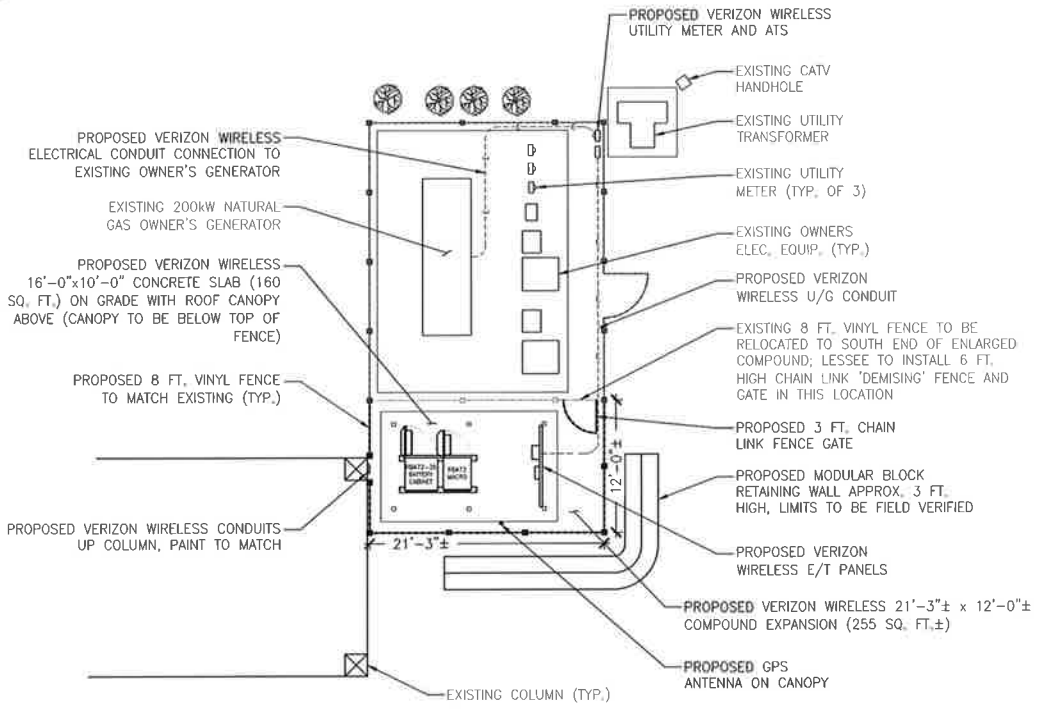 PROPOSED VERIZON WIRELESS
UTILITY METER AND ATS
EXISTING CATV
HANDHOLE
EXISTING UTILITY
TRANSFORMER
EXISTING UTILITY
METER (TYP. OF 3)
EXISTING OWNERS
ELEC. EQUIP. (TYP.)
PROPOSED VERIZON
WIRELESS U/G CONDUIT
EXISTING 8 FT. VINYL FENCE TO BE
RELOCATED TO SOUTH END OF ENLARGED
COMPOUND; LESSEE TO INSTALL 6 FT.
HIGH CHAIN LINK 'DEMISING' FENCE AND
GATE IN THIS LOCATION
PROPOSED 3 FT. CHAIN
LINK FENCE GATE
PROPOSED MODULAR BLOCK
RETAINING WALL APPROX. 3 FT.
HIGH, LIMITS TO BE FIELD VERIFIED
PROPOSED VERIZON
WIRELESS E/T PANELS
PROPOSED VERIZON WIRELESS 21'-3"± x 12'-0"±
COMPOUND EXPANSION (255 SQ. FT.±)
PROPOSED GPS
ANTENNA ON CANOPY
EXISTING COLUMN (TYP.)
PROPOSED VERIZON WIRELESS
ELECTRICAL CONDUIT CONNECTION TO
EXISTING OWNER'S GENERATOR
EXISTING 200kW NATURAL
GAS OWNER'S GENERATOR
PROPOSED VERIZON WIRELESS
16'-0"x10'-0" CONCRETE SLAB (160
SQ. FT.) ON GRADE WITH ROOF CANOPY
ABOVE (CANOPY TO BE BELOW TOP OF
FENCE)
PROPOSED 8 FT. VINYL FENCE
TO MATCH EXISTING (TYP.)
PROPOSED VERIZON WIRELESS CONDUITS
UP COLUMN, PAINT TO MATCH
BATTERY
CABINET
MACRO
12'-0"±
21'-3"±